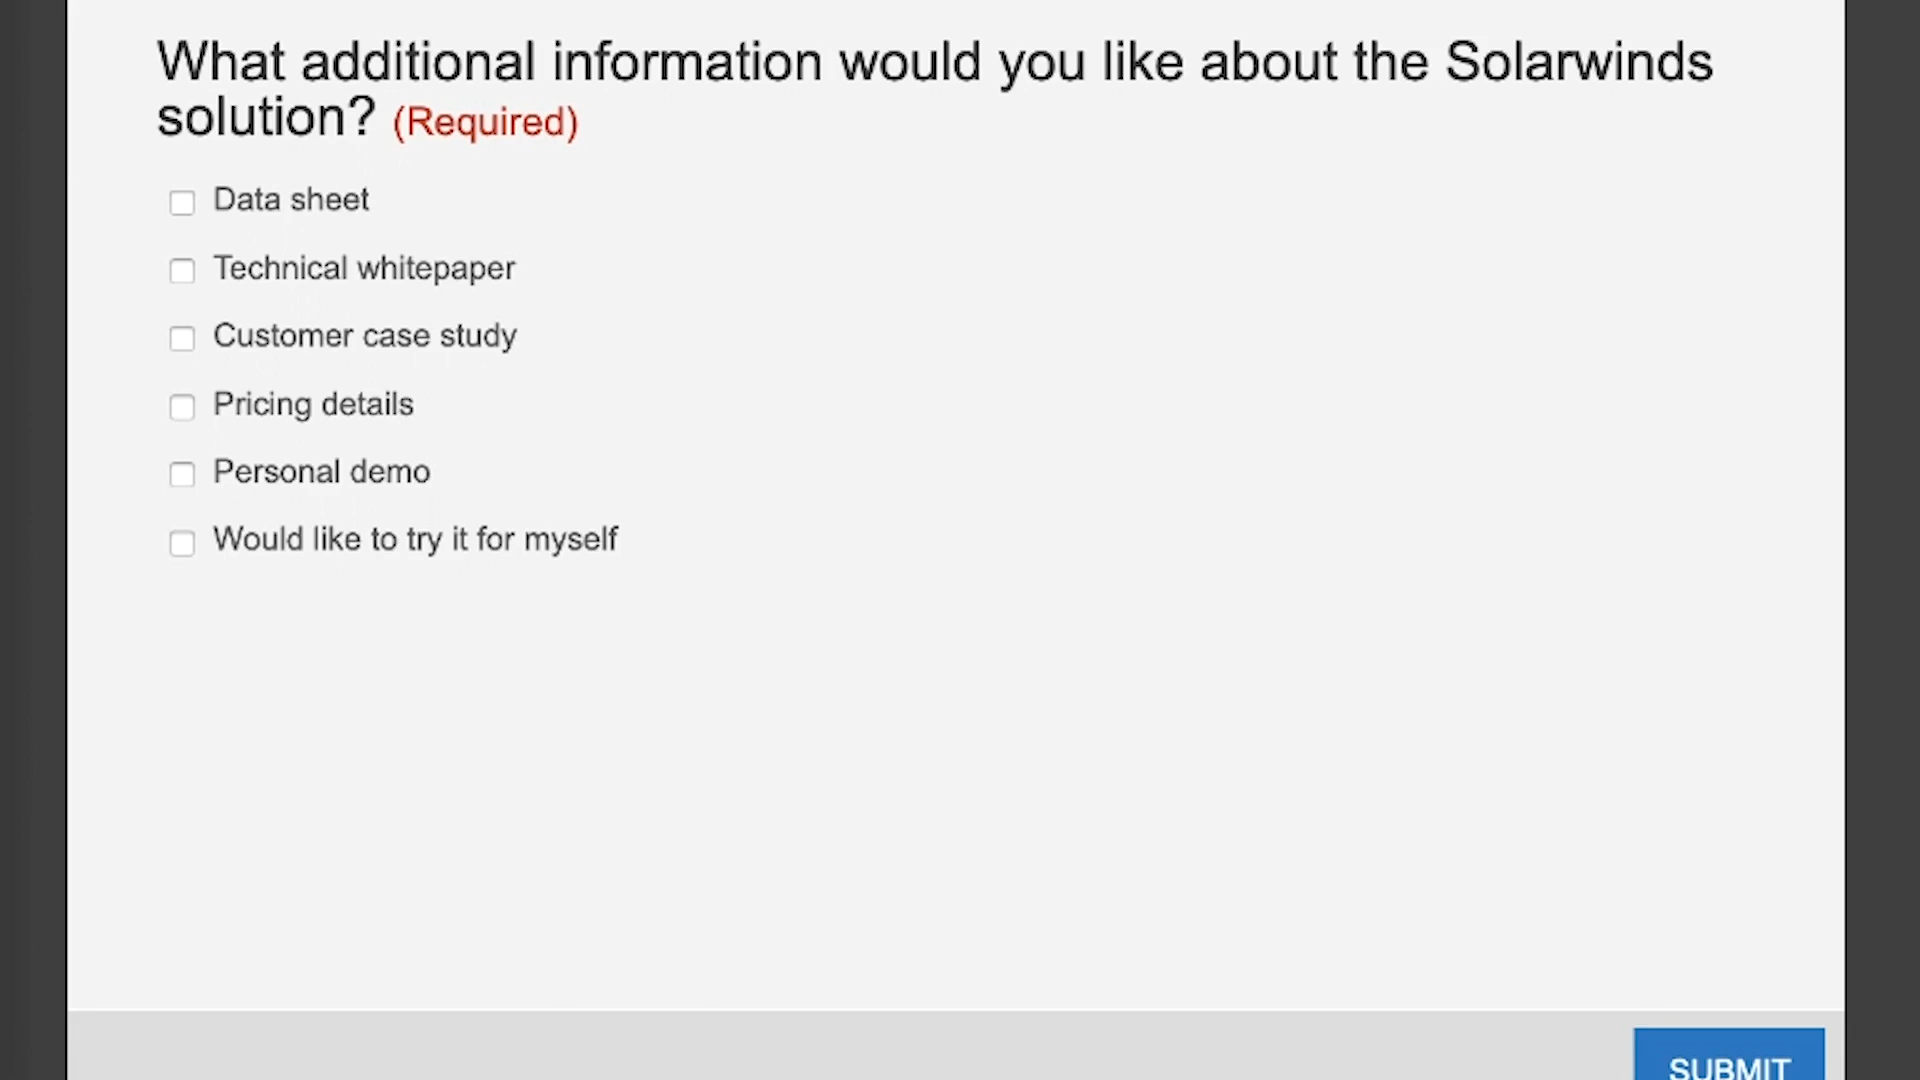 What additional information would you like about the Solarwinds
solution? (Required)
Data sheet
Technical whitepaper
Customer case study
Pricing details
Personal demo
Would like to try it for myself
SUBMIT